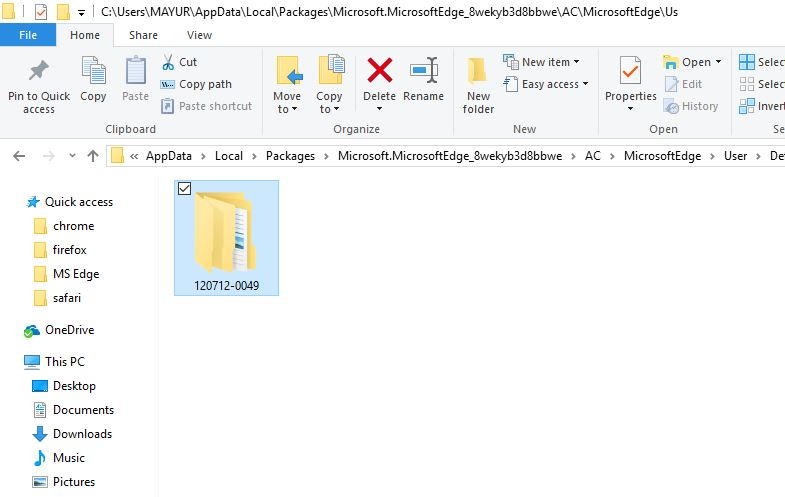 C:\Users\MAYUR\AppData\Local\Packages\Microsoft.MicrosoftEdge_8wekyb3d8bbwe\AC\MicrosoftEdge\Us
File Home Share View
Pin to Quick access
Copy
Paste
Cut
Copy path
Paste shortcut
Move to
Copy to
Delete
Rename
New folder
New item
Easy access
Properties
Open
Edit
History
Selec
Selec
Invert
Clipboard
Organize
New
Open
Se
« AppData > Local > Packages > Microsoft.MicrosoftEdge_8wekyb3d8bbwe > AC > MicrosoftEdge > User > Def
Quick access
chrome
firefox
MS Edge
safari
OneDrive
This PC
Desktop
Documents
Downloads
Music
Pictures
120712-0049